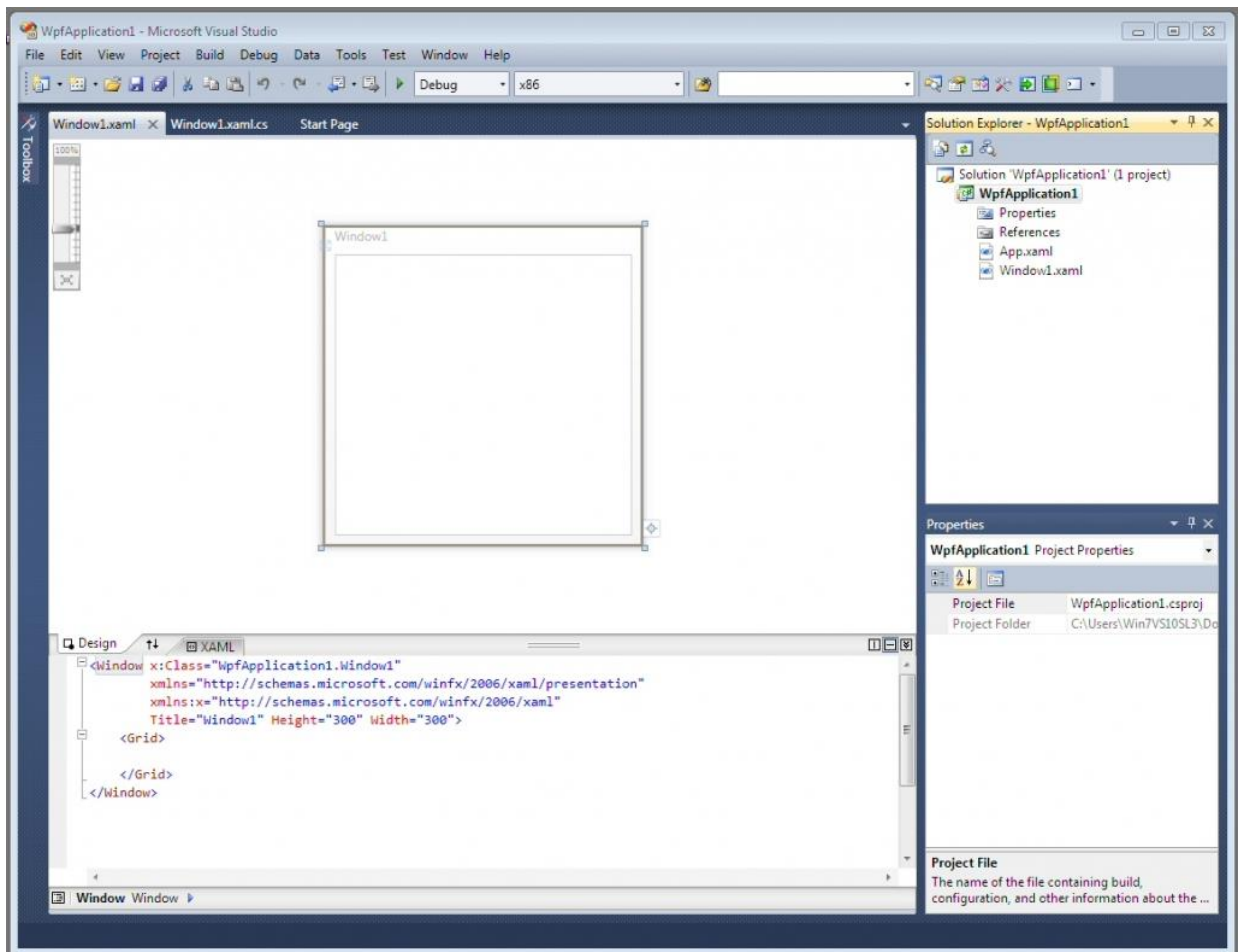 WpfApplication1 - Microsoft Visual Studio
File Edit View Project Build Debug Data Tools Test Window Help
Debug x86
Toolbox
Window1.xaml Window1.xaml.cs Start Page
100%
Window1
Design XAML
<Window x:Class="WpfApplication1.Window1"
xmlns="http://schemas.microsoft.com/winfx/2006/xaml/presentation"
xmlns:x="http://schemas.microsoft.com/winfx/2006/xaml"
Title="Window1" Height="300" Width="300">
<Grid>
</Grid>
</Window>
Window Window
Solution Explorer - WpfApplication1
Solution 'WpfApplication1' (1 project)
WpfApplication1
Properties
References
App.xaml
Window1.xaml
Properties
WpfApplication1 Project Properties
Project File WpfApplication1.csproj
Project Folder C:\Users\Win7VS10SL3\Do
Project File
The name of the file containing build,
configuration, and other information about the ...